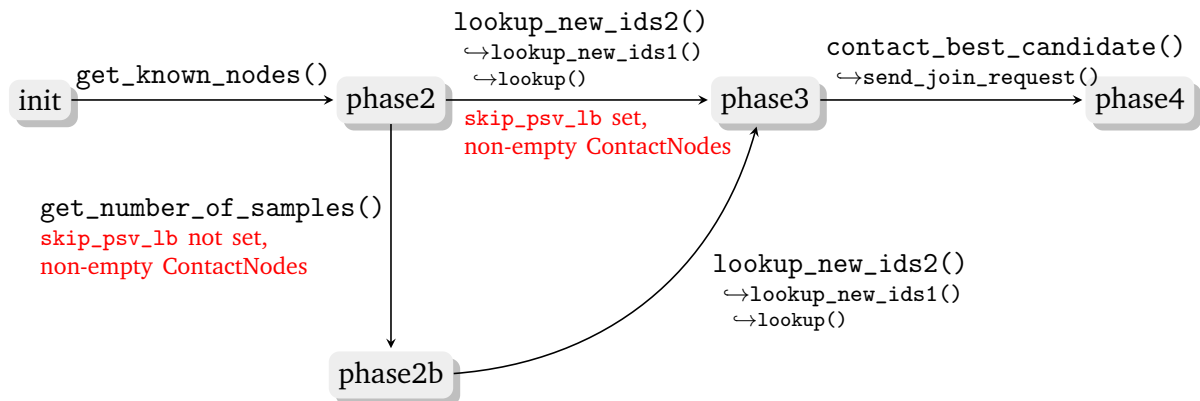 lookup_new_ids2()
↪lookup_new_ids1()
↪lookup()
contact_best_candidate()
↪send_join_request()
get_known_nodes()
init
phase2
phase3
phase4
skip_psv_lb set,
non-empty ContactNodes
get_number_of_samples()
skip_psv_lb not set,
non-empty ContactNodes
lookup_new_ids2()
↪lookup_new_ids1()
↪lookup()
phase2b